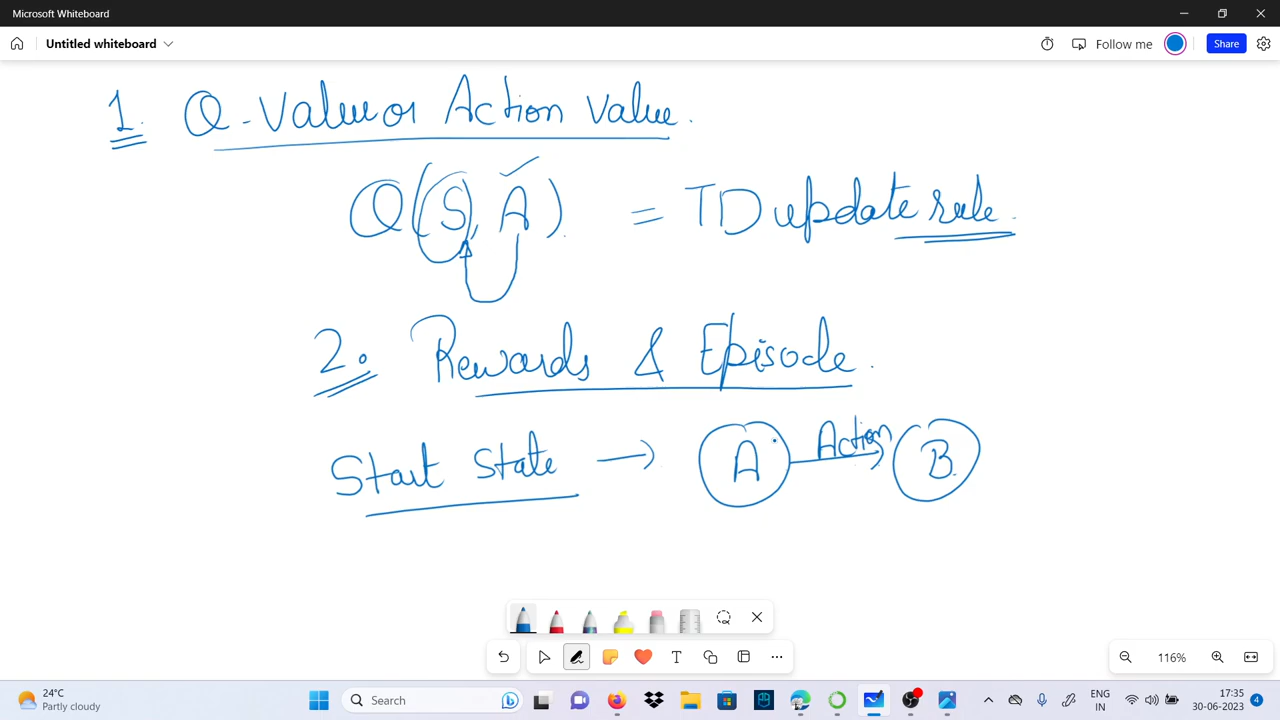 Microsoft Whiteboard
Untitled whiteboard
Follow me
Share
1. Q-Value or Action Value.
Q(S, A) = TD update rule.
2. Rewards & Episode.
Start State → A Action B
116%
24°C
Partly cloudy
Search
ENG
IN
17:35
30-06-2023
4